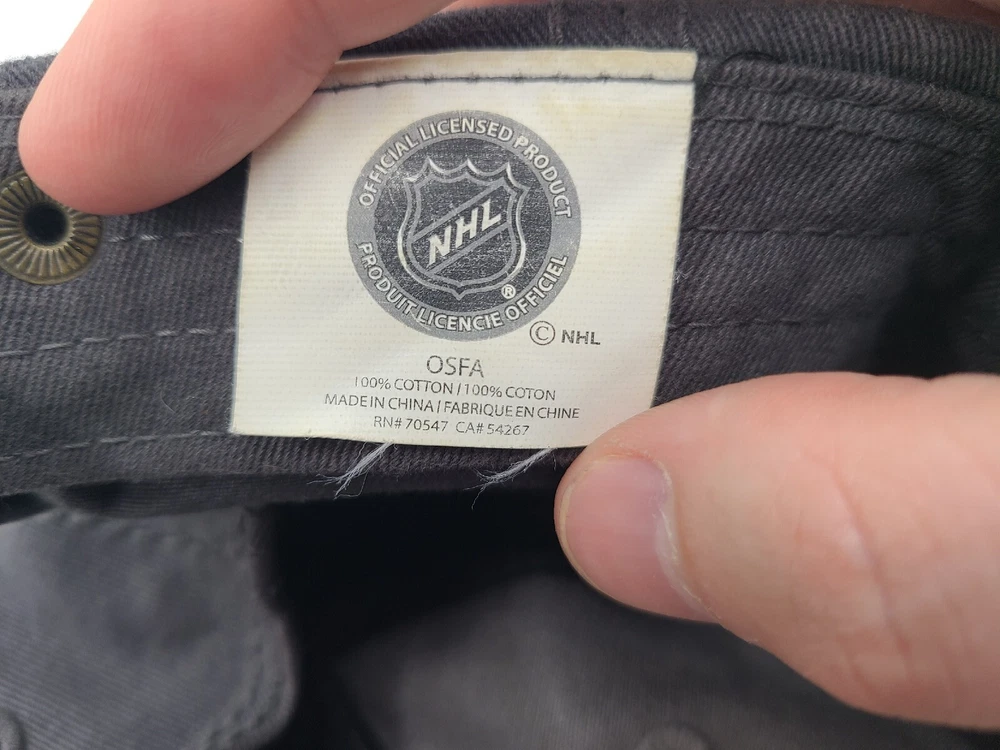 OFFICIAL LICENSED PRODUCT
NHL
®
PRODUIT LICENCIE OFFICIEL
© NHL
OSFA
100% COTTON / 100% COTON
MADE IN CHINA / FABRIQUE EN CHINE
RN# 70547 CA# 54267